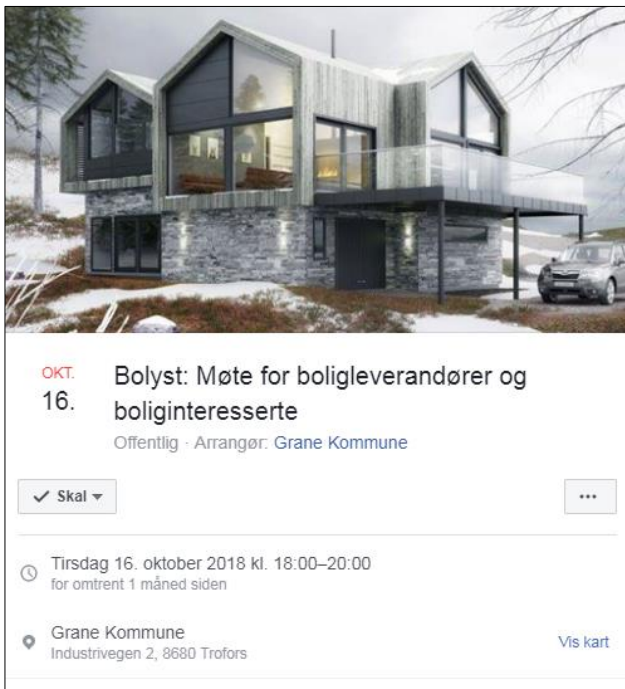 OKT.
16.
Bolyst: Møte for boligleverandører og
boliginteresserte
Offentlig · Arrangør: Grane Kommune
Skal
Tirsdag 16. oktober 2018 kl. 18:00–20:00
for omtrent 1 måned siden
Grane Kommune
Industrivegen 2, 8680 Trofors
Vis kart